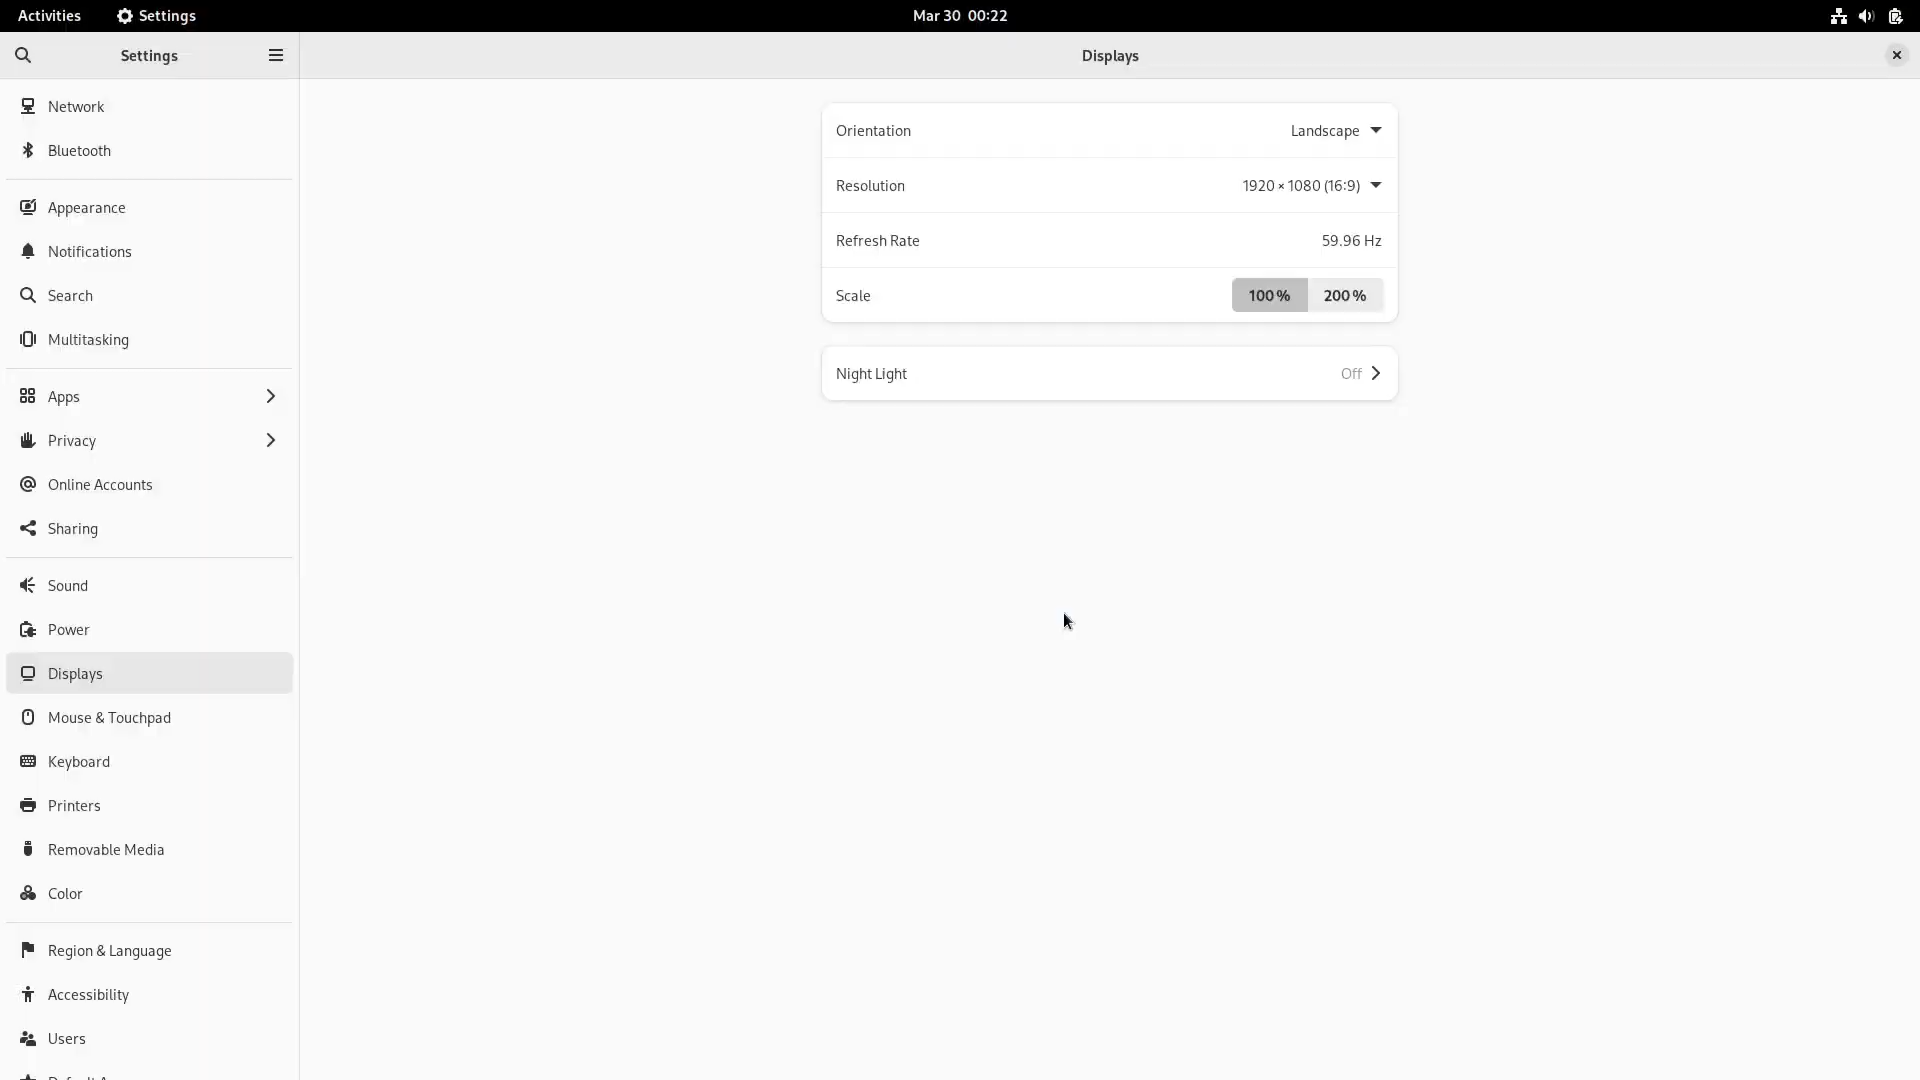 Activities
Settings
Mar 30 00:22
Settings
Displays
Network
Bluetooth
Appearance
Notifications
Search
Multitasking
Apps
Privacy
Online Accounts
Sharing
Sound
Power
Displays
Mouse & Touchpad
Keyboard
Printers
Removable Media
Color
Region & Language
Accessibility
Users
Orientation Landscape
Resolution 1920 × 1080 (16:9)
Refresh Rate 59.96 Hz
Scale 100 % 200 %
Night Light Off